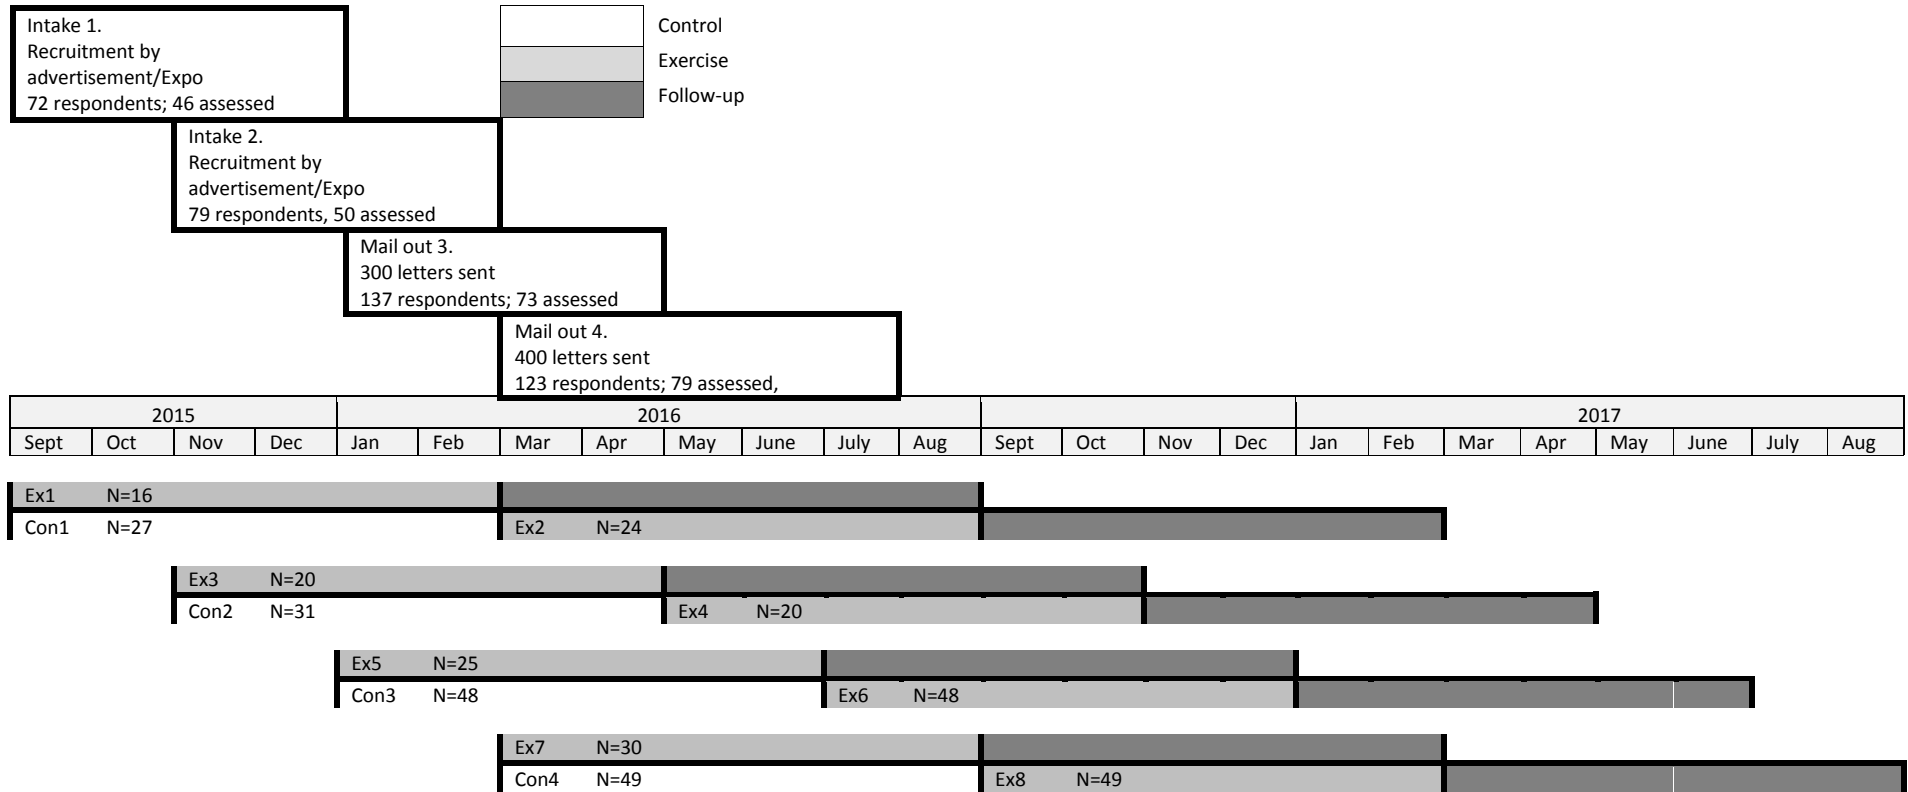 Intake 1.
Recruitment by
advertisement/Expo
72 respondents; 46 assessed
Control
Exercise
Follow-up
Intake 2.
Recruitment by
advertisement/Expo
79 respondents, 50 assessed
Mail out 3.
300 letters sent
137 respondents; 73 assessed
Mail out 4.
400 letters sent
123 respondents; 79 assessed,
2015 2016 2017
Sept Oct Nov Dec Jan Feb Mar Apr May June July Aug Sept Oct Nov Dec Jan Feb Mar Apr May June July Aug
Ex1 N=16
Con1 N=27 Ex2 N=24
Ex3 N=20
Con2 N=31 Ex4 N=20
Ex5 N=25
Con3 N=48 Ex6 N=48
Ex7 N=30
Con4 N=49 Ex8 N=49